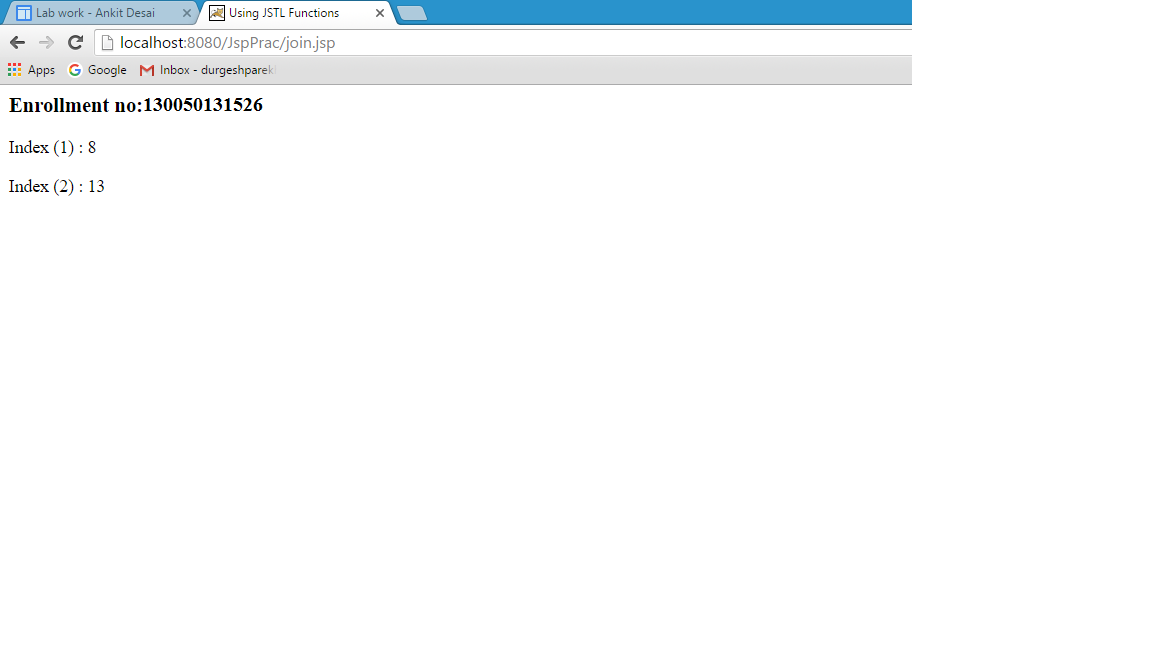 Lab work - Ankit Desai
Using JSTL Functions
localhost:8080/JspPrac/join.jsp
Apps Google Inbox - durgeshparek
Enrollment no:130050131526
Index (1) : 8
Index (2) : 13